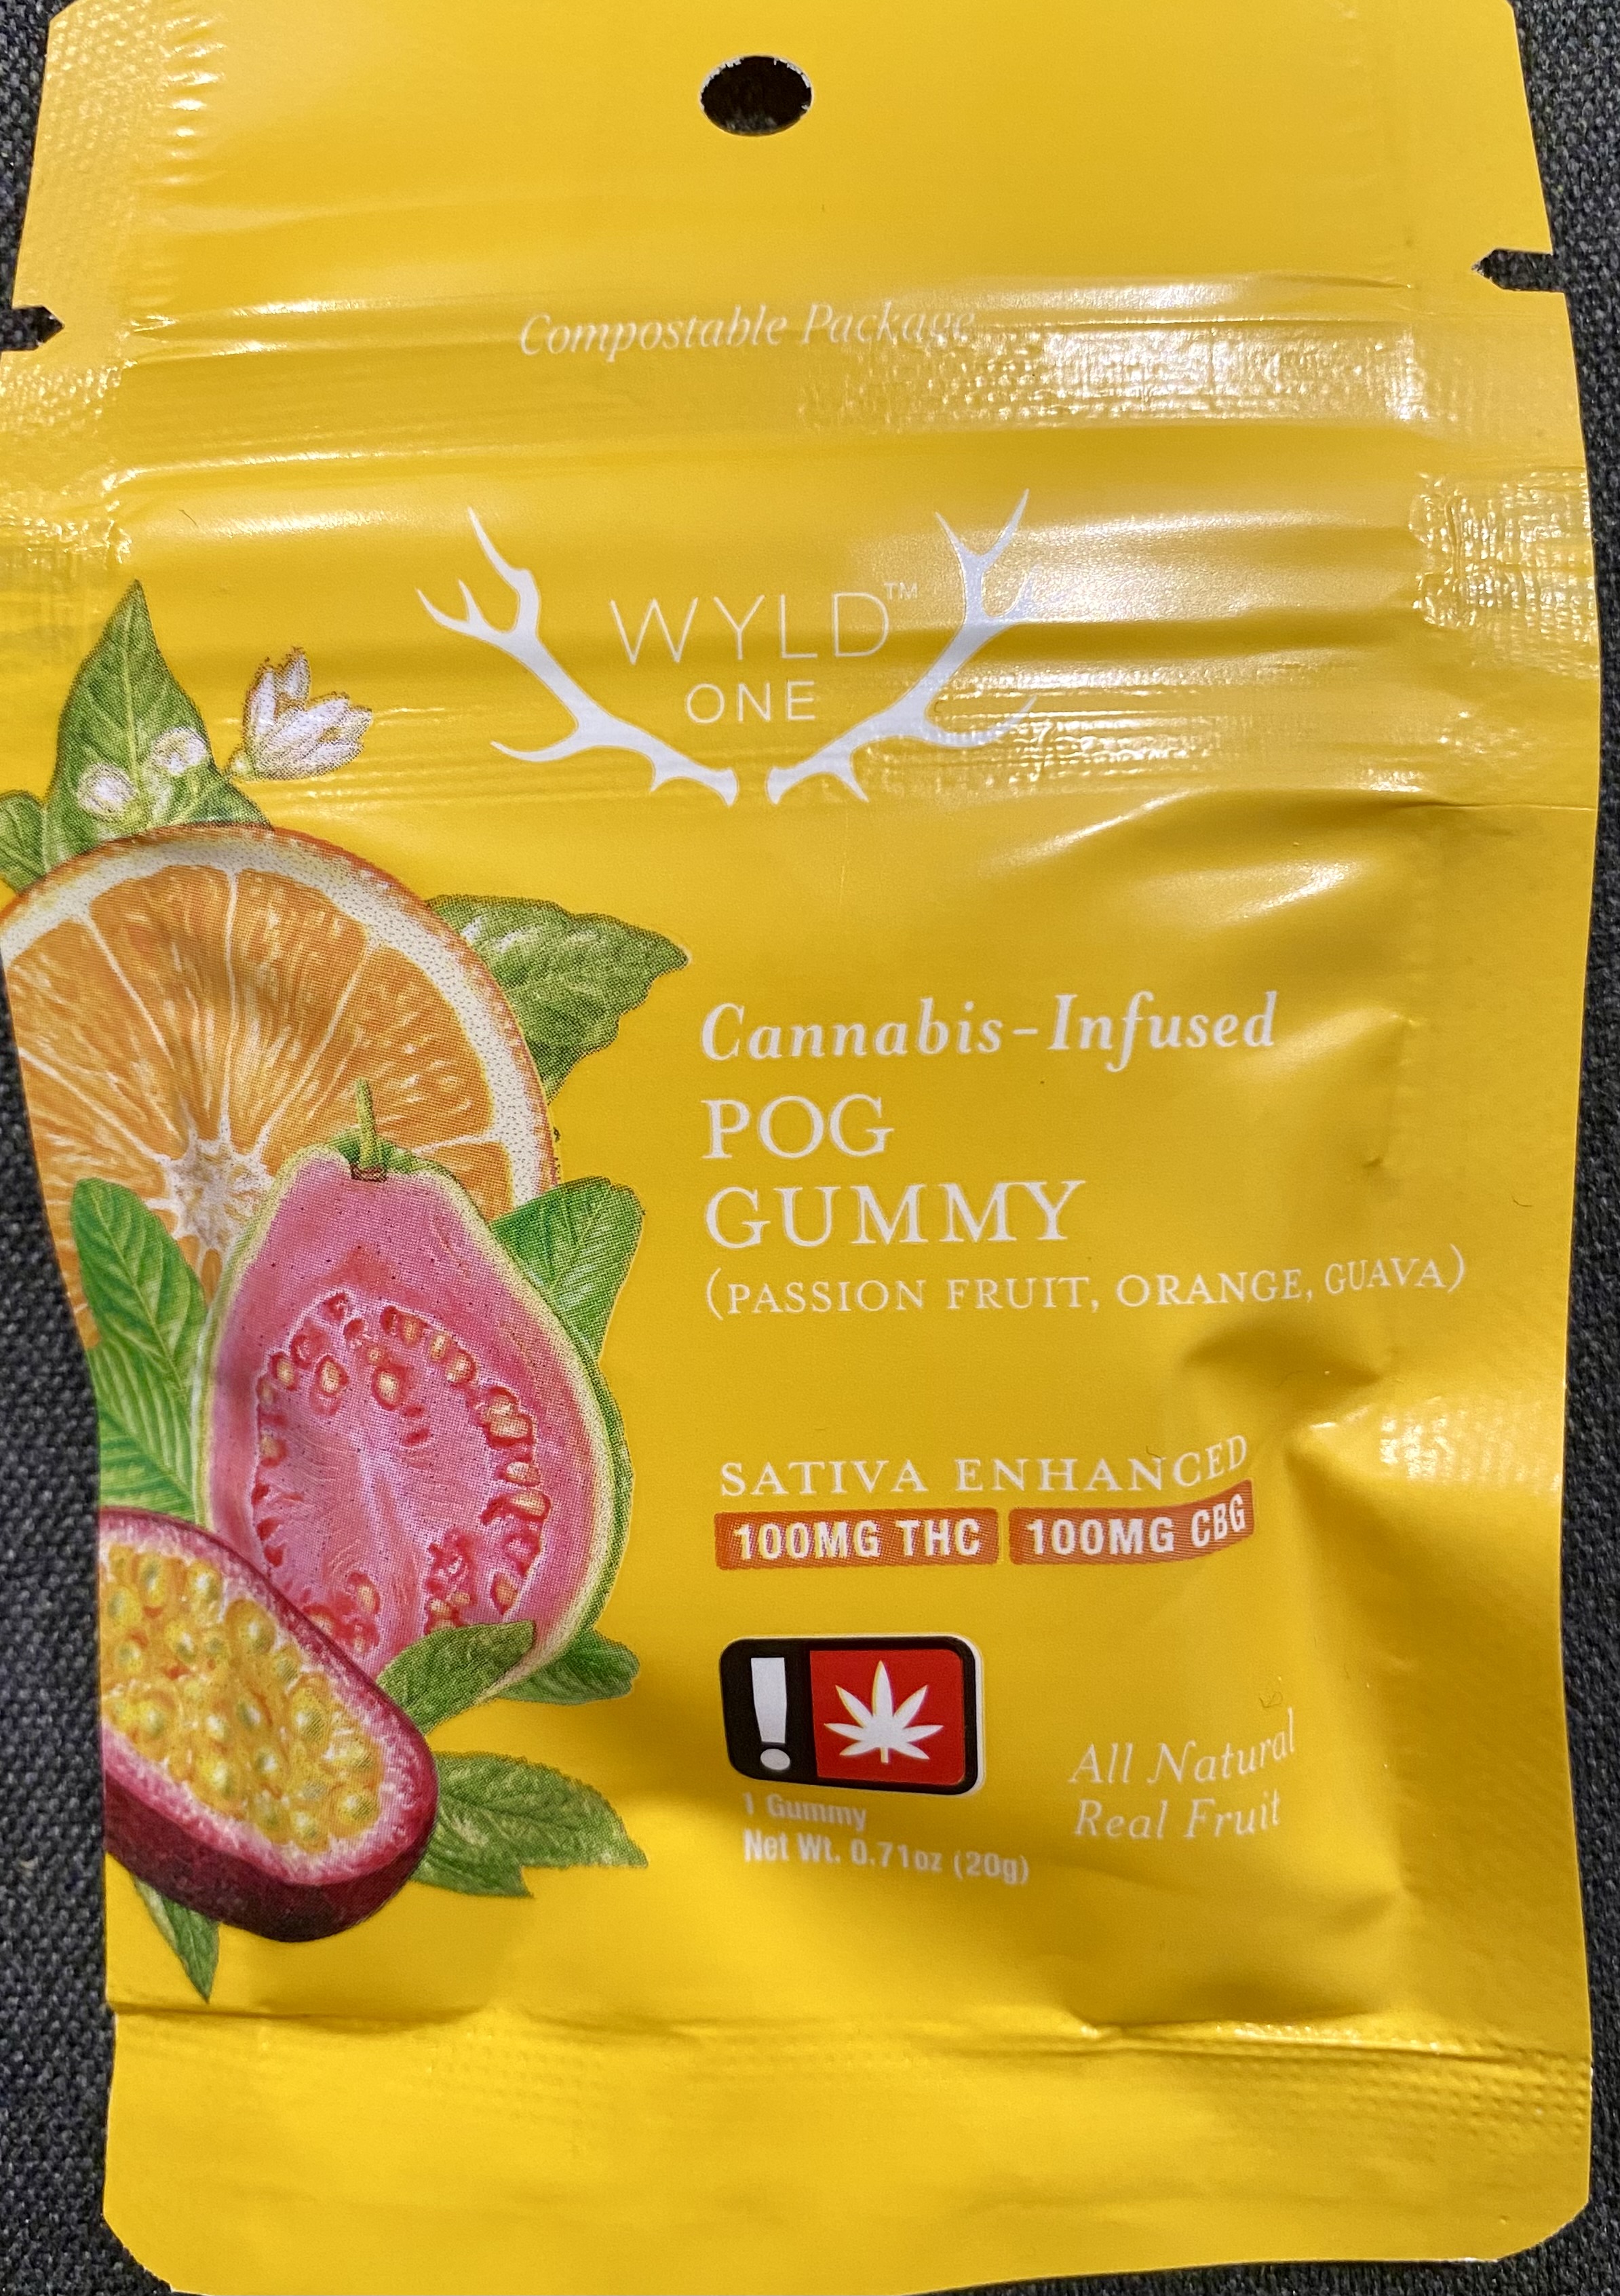 Compostable Package
WYLD™
ONE
Cannabis-Infused
POG
GUMMY
(PASSION FRUIT, ORANGE, GUAVA)
SATIVA ENHANCED
100MG THC 100MG CBG
!
1 Gummy
Net Wt. 0.71oz (20g)
All Natural
Real Fruit